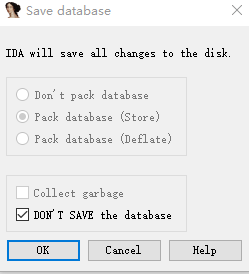 Save database
IDA will save all changes to the disk.
Don't pack database
Pack database (Store)
Pack database (Deflate)
Collect garbage
DON'T SAVE the database
OK
Cancel
Help